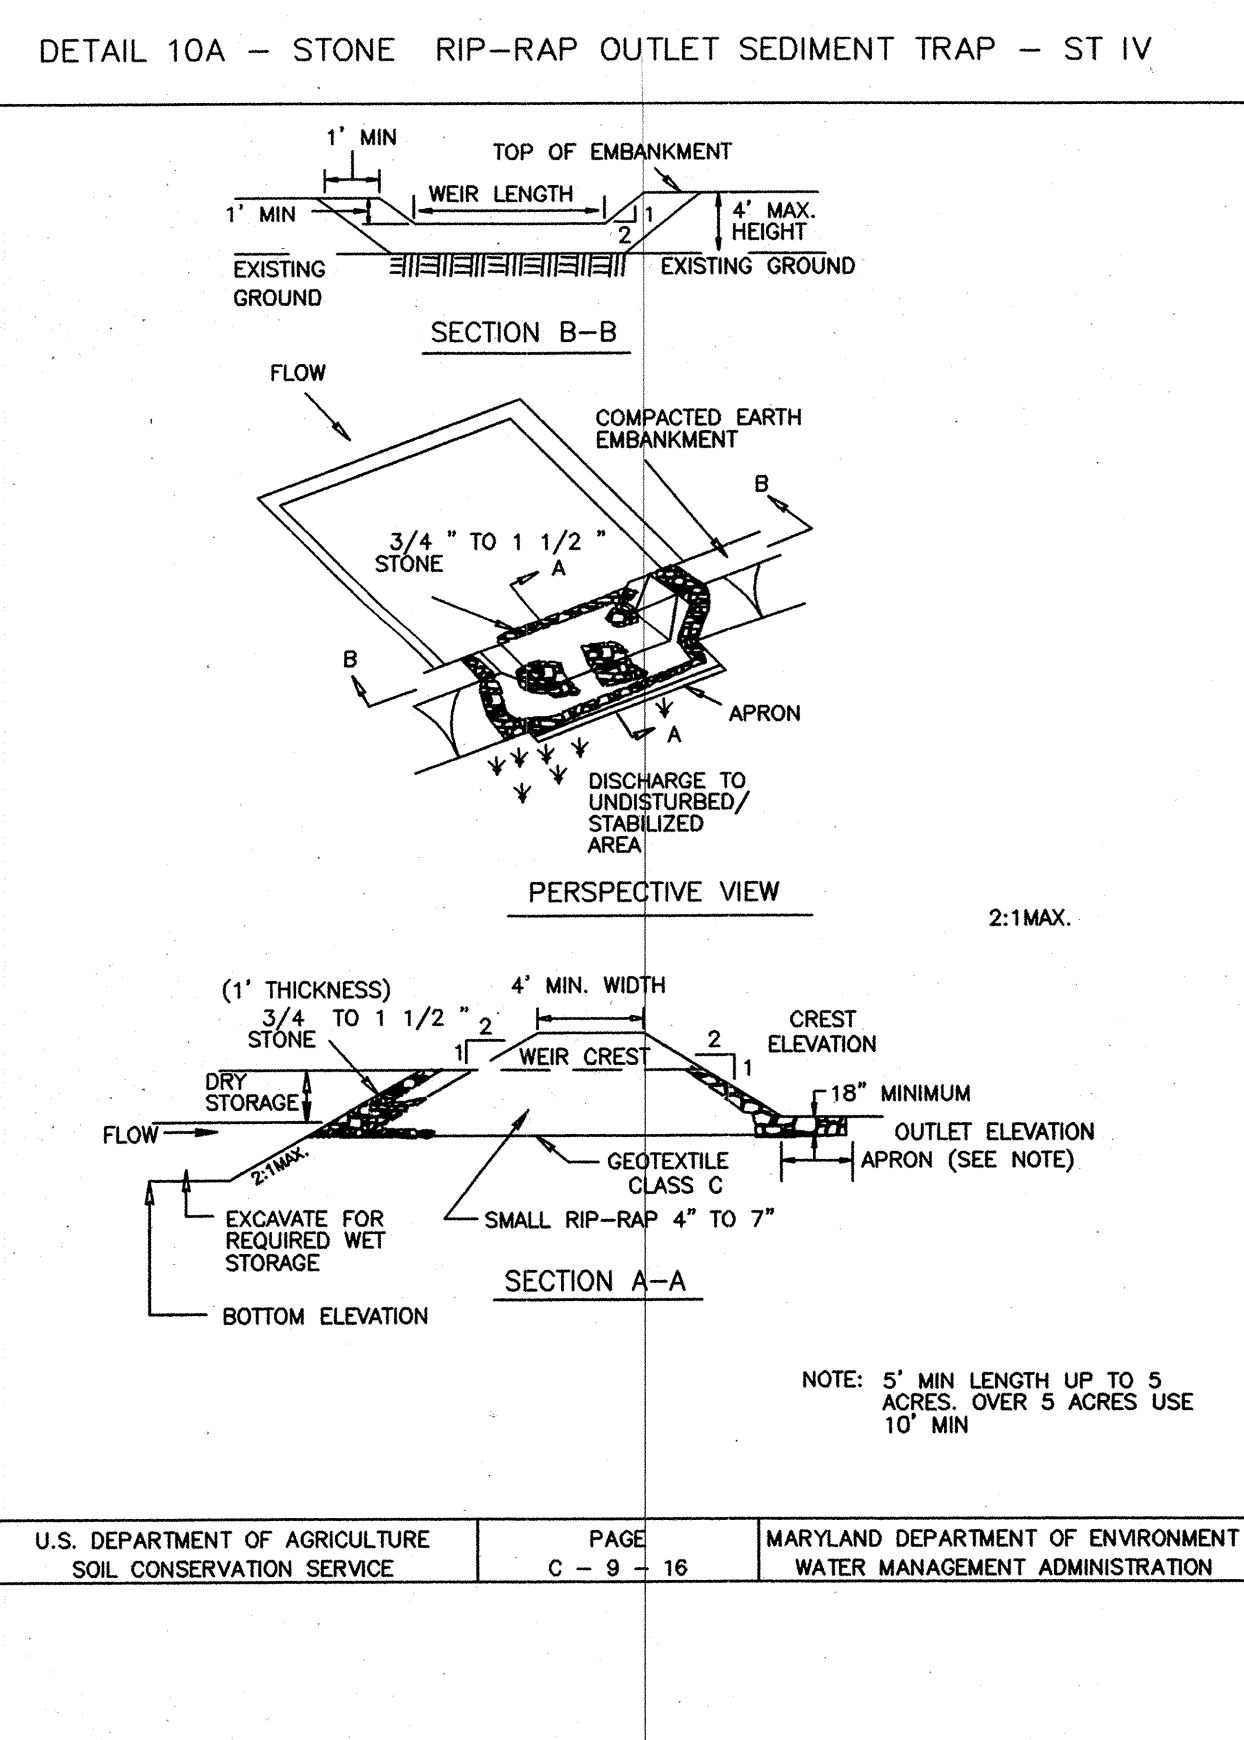 DETAIL 10A - STONE RIP-RAP OUTLET SEDIMENT TRAP - ST IV
1' MIN
TOP OF EMBANKMENT
WEIR LENGTH
1' MIN
1
2
4' MAX.
HEIGHT
EXISTING
GROUND
EXISTING GROUND
SECTION B-B
FLOW
COMPACTED EARTH
EMBANKMENT
B
3/4 " TO 1 1/2 "
STONE
A
B
APRON
A
DISCHARGE TO
UNDISTURBED/
STABILIZED
AREA
PERSPECTIVE VIEW
2:1MAX.
(1' THICKNESS)
3/4 TO 1 1/2 "
STONE
4' MIN. WIDTH
2
1
WEIR CREST
2
1
CREST
ELEVATION
DRY
STORAGE
18" MINIMUM
FLOW
OUTLET ELEVATION
2:1MAX.
GEOTEXTILE
CLASS C
APRON (SEE NOTE)
EXCAVATE FOR
REQUIRED WET
STORAGE
SMALL RIP-RAP 4" TO 7"
SECTION A-A
BOTTOM ELEVATION
NOTE: 5' MIN LENGTH UP TO 5
ACRES. OVER 5 ACRES USE
10' MIN
U.S. DEPARTMENT OF AGRICULTURE
SOIL CONSERVATION SERVICE
PAGE
C - 9 - 16
MARYLAND DEPARTMENT OF ENVIRONMENT
WATER MANAGEMENT ADMINISTRATION